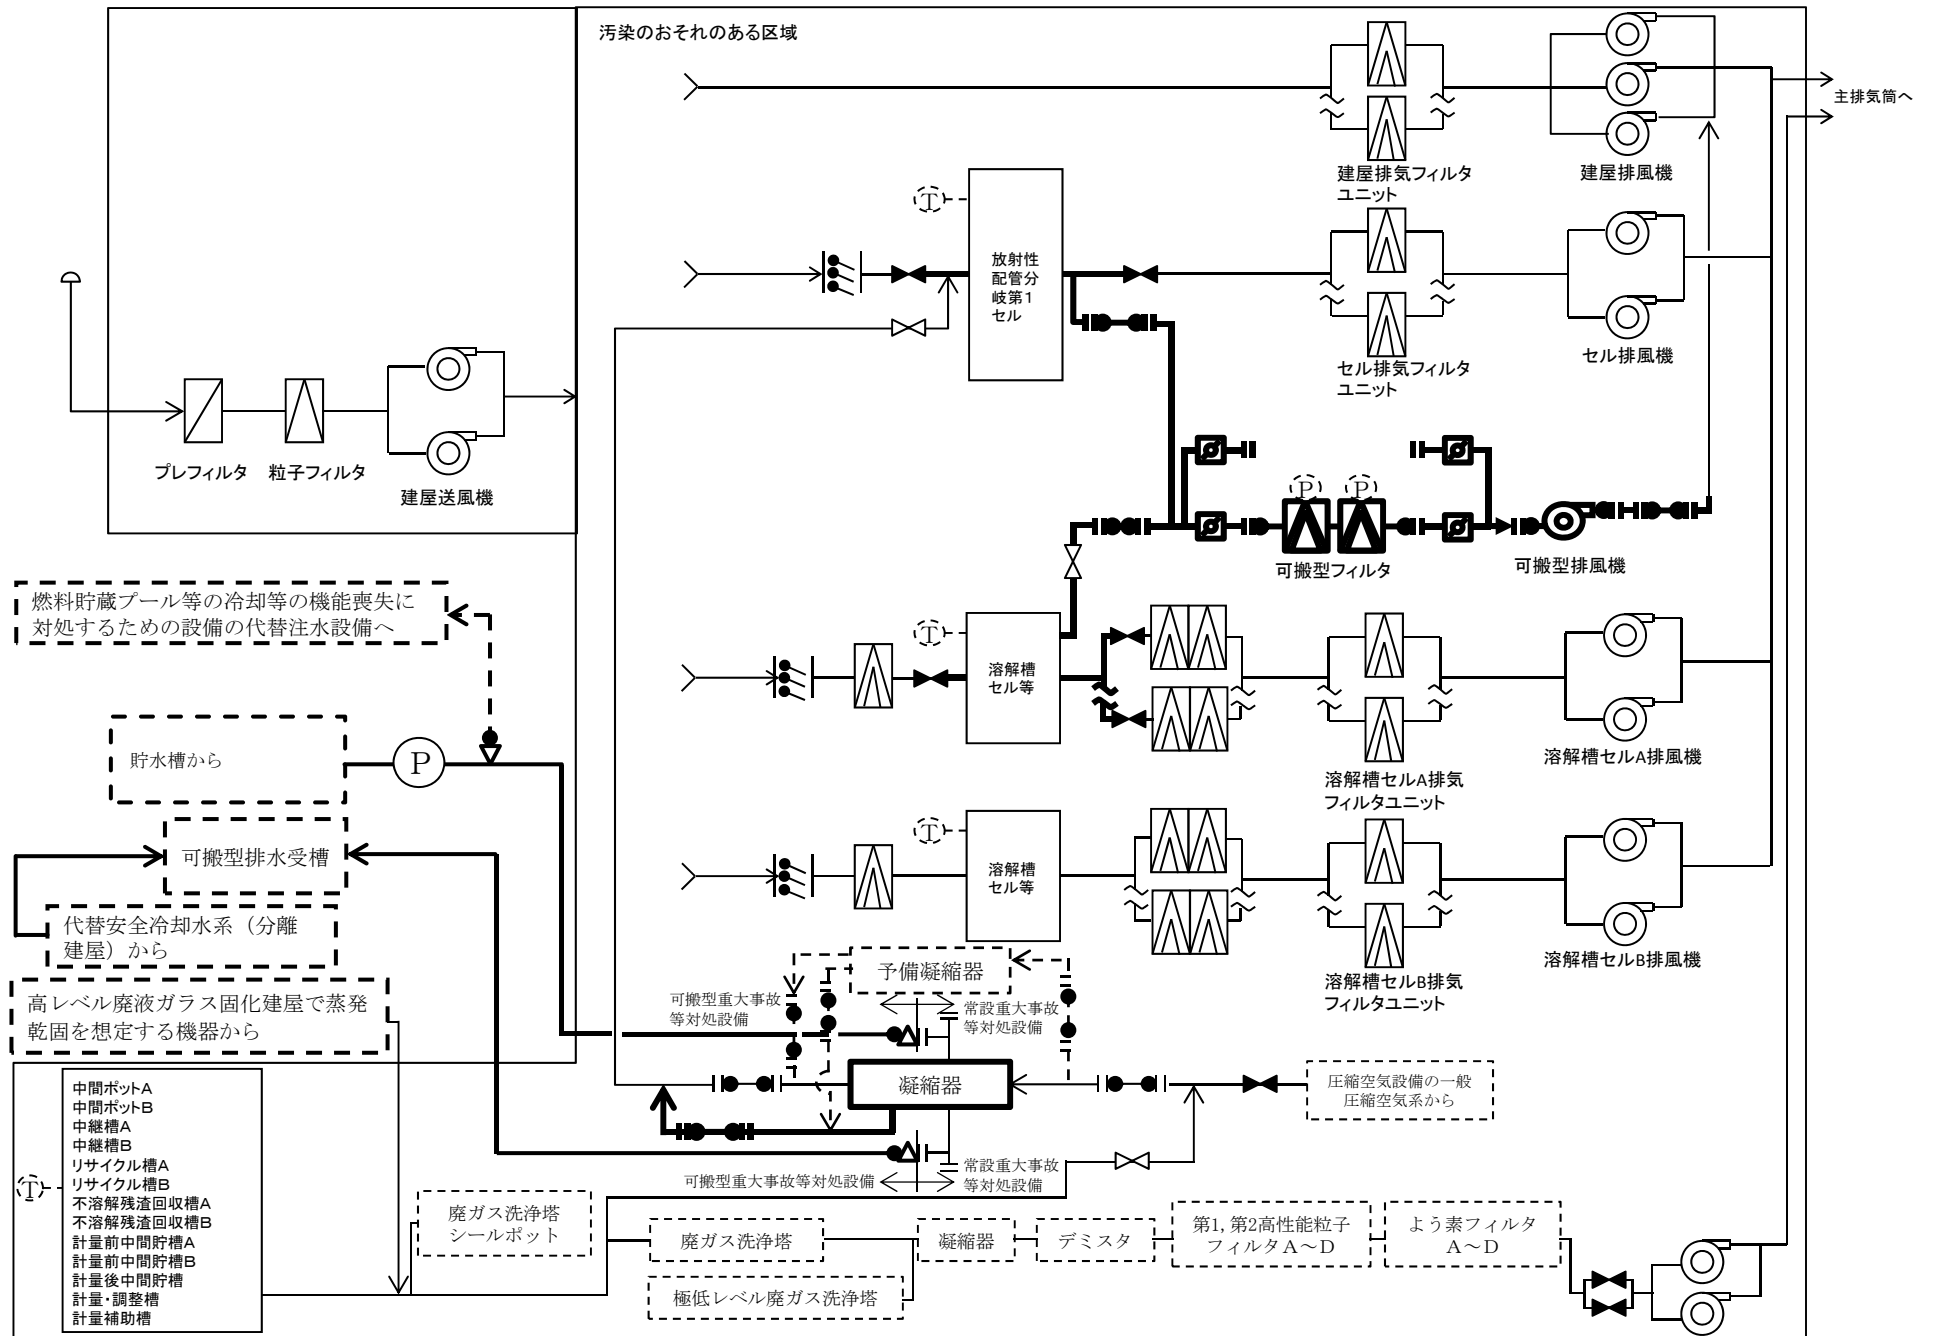 汚染のおそれのある区域
主排気筒へ
建屋排気フィルタ
ユニット
建屋排風機
T
放射性
配管分
岐第1
セル
セル排気フィルタ
ユニット
セル排風機
プレフィルタ
粒子フィルタ
建屋送風機
P
P
可搬型フィルタ
可搬型排風機
燃料貯蔵プール等の冷却等の機能喪失に
対処するための設備の代替注水設備へ
T
溶解槽
セル等
溶解槽セルA排気
フィルタユニット
溶解槽セルA排風機
貯水槽から
P
可搬型排水受槽
代替安全冷却水系（分離
建屋）から
高レベル廃液ガラス固化建屋で蒸発
乾固を想定する機器から
T
溶解槽
セル等
溶解槽セルB排気
フィルタユニット
溶解槽セルB排風機
予備凝縮器
可搬型重大事故
等対処設備
常設重大事故
等対処設備
凝縮器
圧縮空気設備の一般
圧縮空気系から
可搬型重大事故等対処設備
常設重大事故
等対処設備
T
中間ポットA
中間ポットB
中継槽A
中継槽B
リサイクル槽A
リサイクル槽B
不溶解残渣回収槽A
不溶解残渣回収槽B
計量前中間貯槽A
計量前中間貯槽B
計量後中間貯槽
計量・調整槽
計量補助槽
廃ガス洗浄塔
シールポット
廃ガス洗浄塔
凝縮器
デミスタ
第1,第2高性能粒子
フィルタA～D
よう素フィルタ
A～D
極低レベル廃ガス洗浄塔